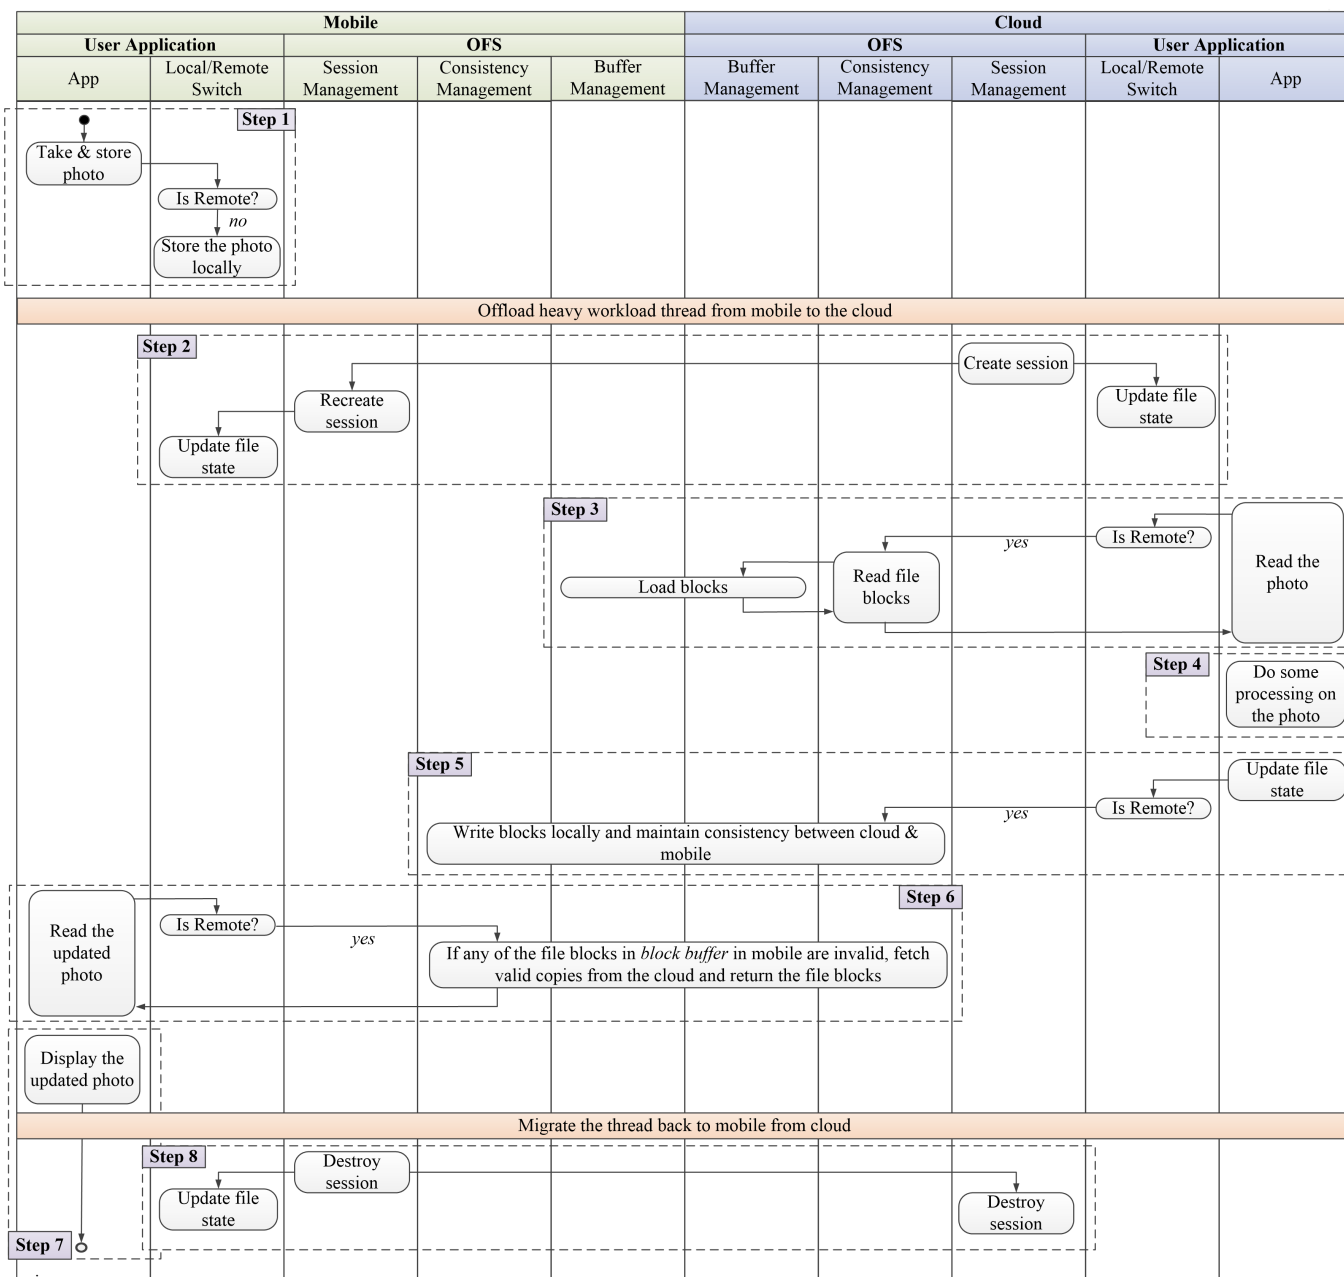 Mobile
Cloud
User Application
OFS
OFS
User Application
App
Local/Remote
Switch
Session
Management
Consistency
Management
Buffer
Management
Buffer
Management
Consistency
Management
Session
Management
Local/Remote
Switch
App
Step 1
Take & store
photo
Is Remote?
no
Store the photo
locally
Offload heavy workload thread from mobile to the cloud
Step 2
Create session
Recreate
session
Update file
state
Update file
state
Step 3
Is Remote?
yes
Read the
photo
Read file
blocks
Load blocks
Step 4
Do some
processing on
the photo
Step 5
Update file
state
Is Remote?
yes
Write blocks locally and maintain consistency between cloud &
mobile
Step 6
Read the
updated
photo
Is Remote?
yes
If any of the file blocks in block buffer in mobile are invalid, fetch
valid copies from the cloud and return the file blocks
Display the
updated photo
Migrate the thread back to mobile from cloud
Step 8
Destroy
session
Update file
state
Destroy
session
Step 7